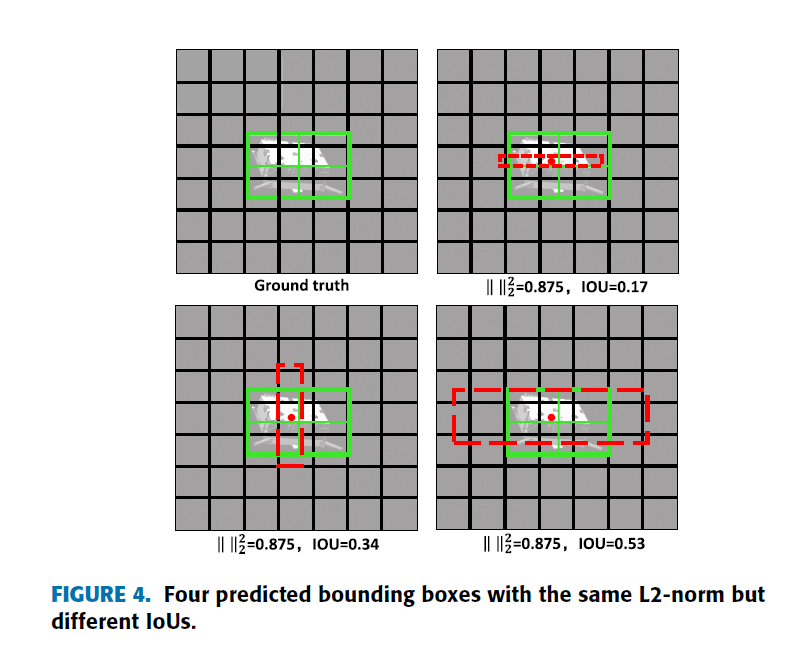 Ground truth
‖ ‖₂²=0.875, IOU=0.17
‖ ‖₂²=0.875, IOU=0.34
‖ ‖₂²=0.875, IOU=0.53
FIGURE 4. Four predicted bounding boxes with the same L2-norm but
different IoUs.